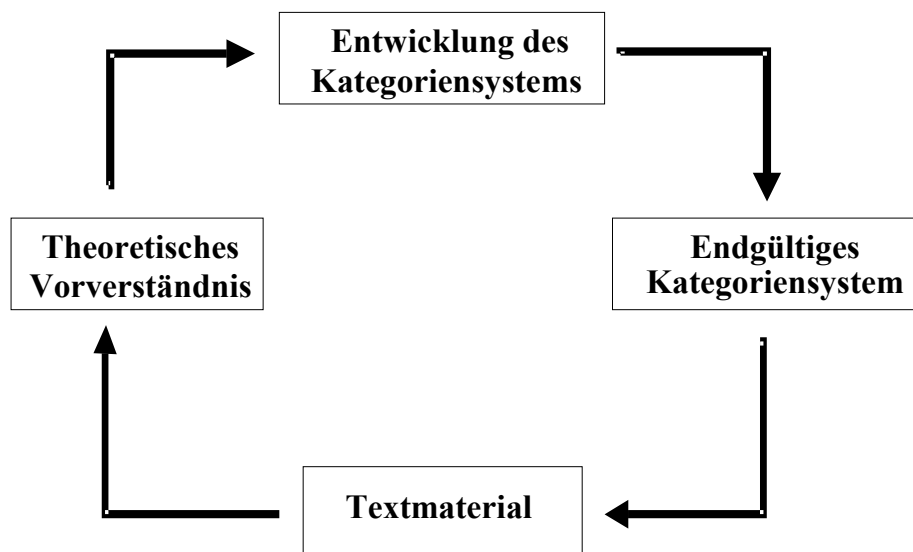 Entwicklung des
Kategoriensystems
Theoretisches
Vorverständnis
Endgültiges
Kategoriensystem
Textmaterial